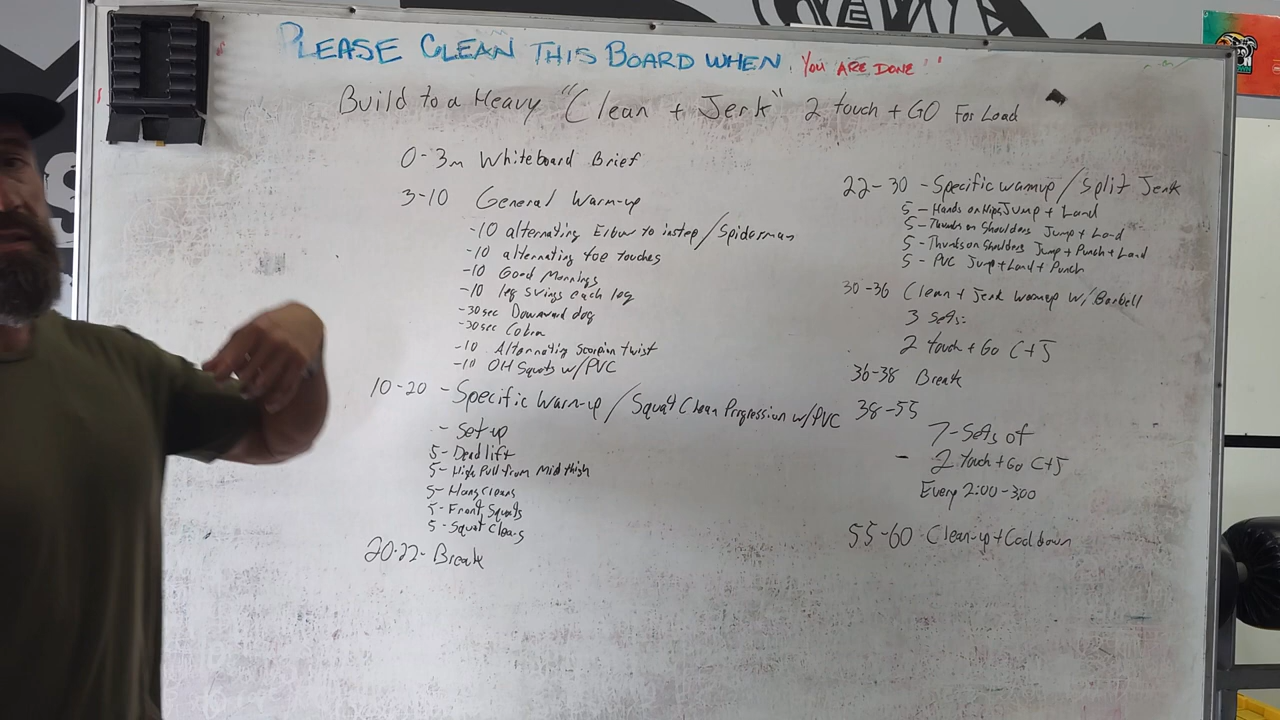 PLEASE CLEAN THIS BOARD WHEN YOU ARE DONE!!
Build to a Heavy "Clean + Jerk" 2 touch + GO For Load
0-3m Whiteboard Brief
3-10 General Warm-up
-10 alternating Elbow to instep/Spiderman
-10 alternating toe touches
-10 Good Mornings
-10 leg swings each leg
-30sec Downward dog
-30sec Cobra
-10 Alternating Scorpion twist
-10 OH Squats w/PVC
10-20 - Specific Warm-up / Squat Clean Progression w/PVC
- Set up
5- Deadlift
5- High Pull from Mid thigh
5- Hang cleans
5- Front Squats
5- Squat Cleans
20-22- Break
22-30 - Specific warmup / Split Jerk
5 - Hands on Hips Jump + Land
5 - Thumbs on Shoulders Jump + Land
5 - Thumbs on Shoulders Jump + Punch + Land
5 - PVC Jump + Land + Punch
30-36 Clean + Jerk warmup w/ Barbell
3 Sets:
2 touch + Go C+J
36-38 Break
38-55
7-Sets of
- 2 Touch + Go C+J
Every 2:00-3:00
55-60 Clean-up + Cool down